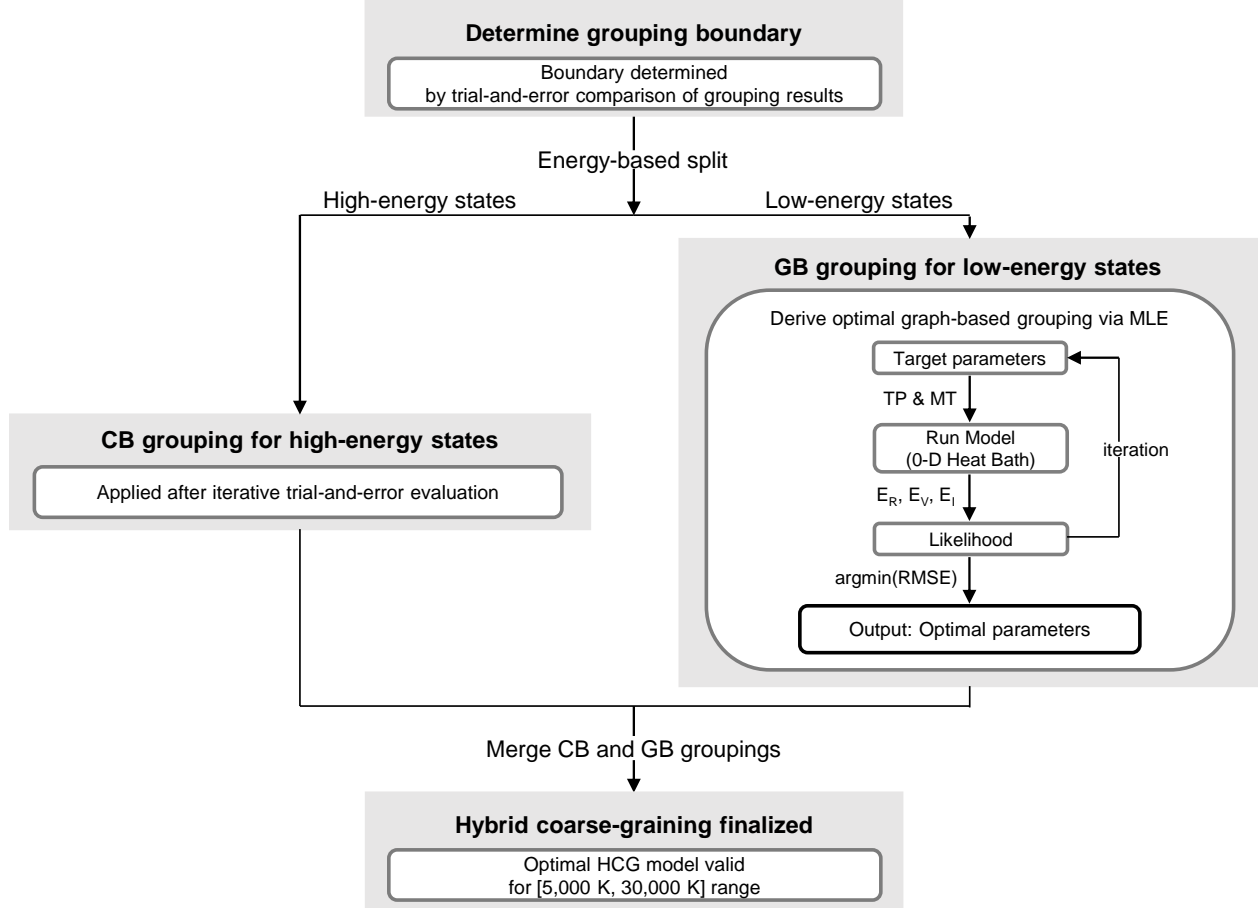 Determine grouping boundary
Boundary determined
by trial-and-error comparison of grouping results
Energy-based split
High-energy states
Low-energy states
GB grouping for low-energy states
Derive optimal graph-based grouping via MLE
Target parameters
TP & MT
Run Model
(0-D Heat Bath)
iteration
E_R, E_V, E_I
Likelihood
argmin(RMSE)
Output: Optimal parameters
CB grouping for high-energy states
Applied after iterative trial-and-error evaluation
Merge CB and GB groupings
Hybrid coarse-graining finalized
Optimal HCG model valid
for [5,000 K, 30,000 K] range